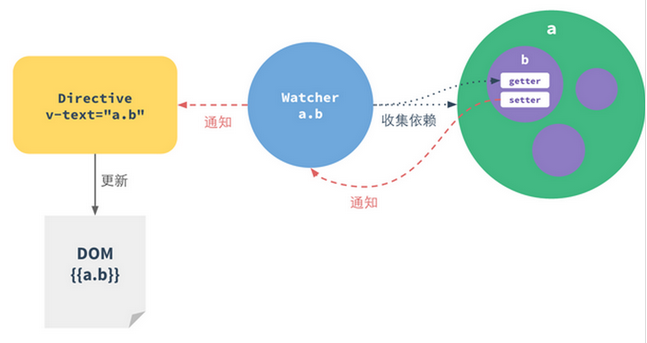 Directive
v-text="a.b"
通知
更新
DOM
{{a.b}}
Watcher
a.b
收集依赖
通知
a
b
getter
setter